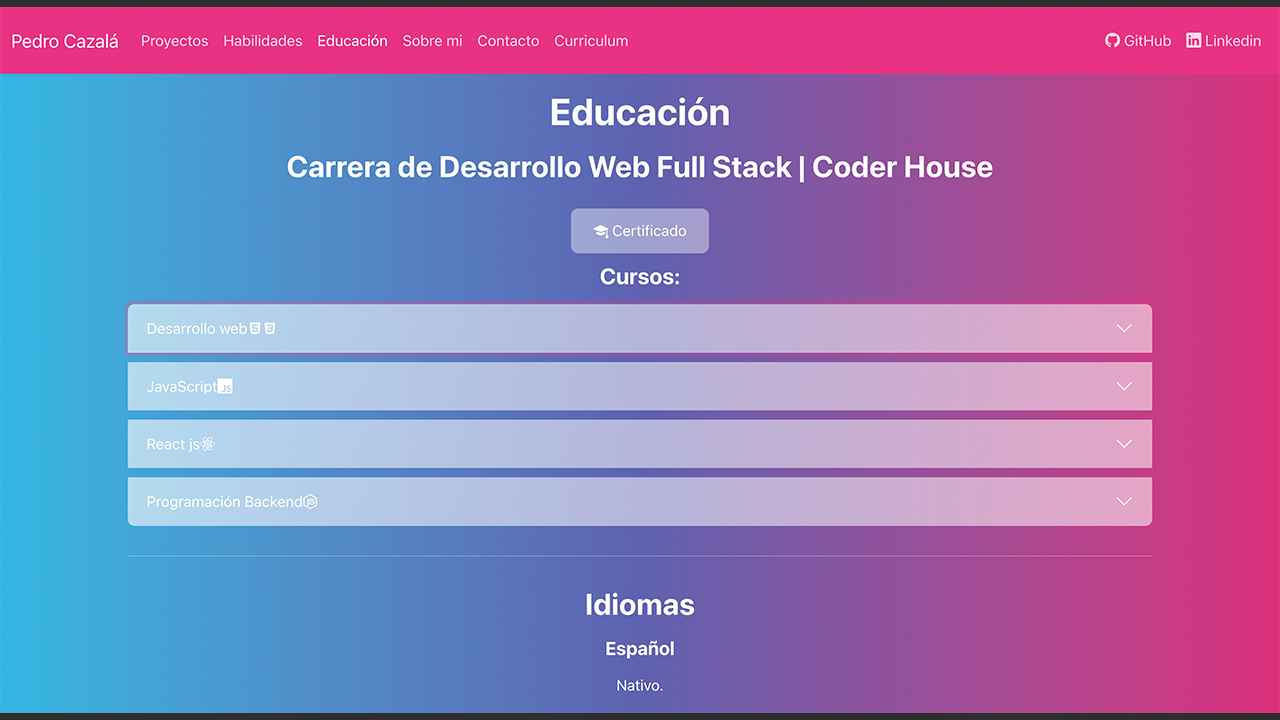 Pedro Cazalá Proyectos Habilidades Educación Sobre mi Contacto Curriculum GitHub Linkedin
Educación
Carrera de Desarrollo Web Full Stack | Coder House
Certificado
Cursos:
Desarrollo web
JavaScript JS
React js
Programación Backend
Idiomas
Español
Nativo.